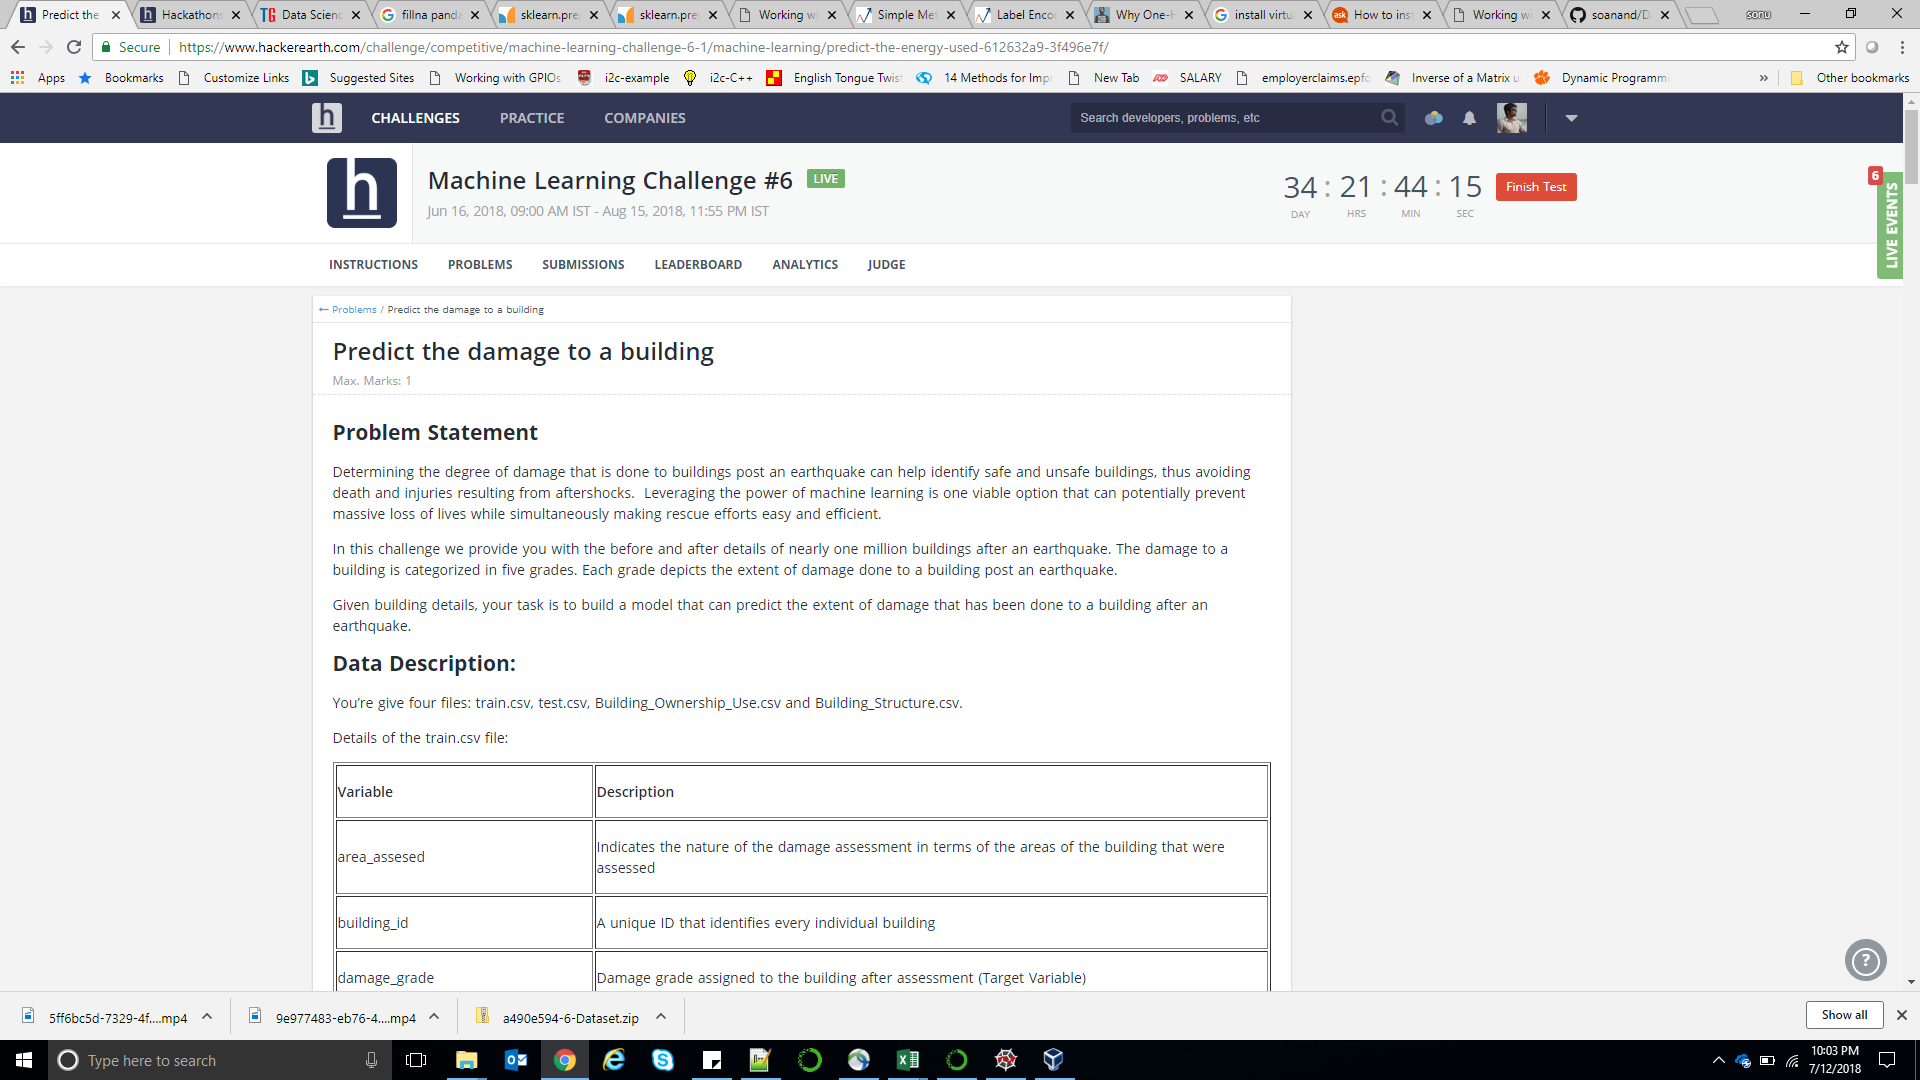 Predict the
Hackathons
Data Scienc
fillna panda
sklearn.pre
sklearn.pre
Working wi
Simple Met
Label Enco
Why One-H
install virtu
How to inst
Working wi
soanand/D
sonu
Secure
https://www.hackerearth.com/challenge/competitive/machine-learning-challenge-6-1/machine-learning/predict-the-energy-used-612632a9-3f496e7f/
Apps
Bookmarks
Customize Links
Suggested Sites
Working with GPIOs
i2c-example
i2c-C++
English Tongue Twist
14 Methods for Imp
New Tab
SALARY
employerclaims.epfo
Inverse of a Matrix u
Dynamic Programmi
»
Other bookmarks
h
CHALLENGES
PRACTICE
COMPANIES
Search developers, problems, etc
h
Machine Learning Challenge #6
LIVE
Jun 16, 2018, 09:00 AM IST - Aug 15, 2018, 11:55 PM IST
34 : 21 : 44 : 15
DAY HRS MIN SEC
Finish Test
6
LIVE EVENTS
INSTRUCTIONS
PROBLEMS
SUBMISSIONS
LEADERBOARD
ANALYTICS
JUDGE
← Problems / Predict the damage to a building
Predict the damage to a building
Max. Marks: 1
Problem Statement
Determining the degree of damage that is done to buildings post an earthquake can help identify safe and unsafe buildings, thus avoiding
death and injuries resulting from aftershocks. Leveraging the power of machine learning is one viable option that can potentially prevent
massive loss of lives while simultaneously making rescue efforts easy and efficient.
In this challenge we provide you with the before and after details of nearly one million buildings after an earthquake. The damage to a
building is categorized in five grades. Each grade depicts the extent of damage done to a building post an earthquake.
Given building details, your task is to build a model that can predict the extent of damage that has been done to a building after an
earthquake.
Data Description:
You're give four files: train.csv, test.csv, Building_Ownership_Use.csv and Building_Structure.csv.
Details of the train.csv file:
Variable
Description
area_assesed
Indicates the nature of the damage assessment in terms of the areas of the building that were
assessed
building_id
A unique ID that identifies every individual building
damage_grade
Damage grade assigned to the building after assessment (Target Variable)
?
5ff6bc5d-7329-4f....mp4
9e977483-eb76-4....mp4
a490e594-6-Dataset.zip
Show all
Type here to search
10:03 PM
7/12/2018